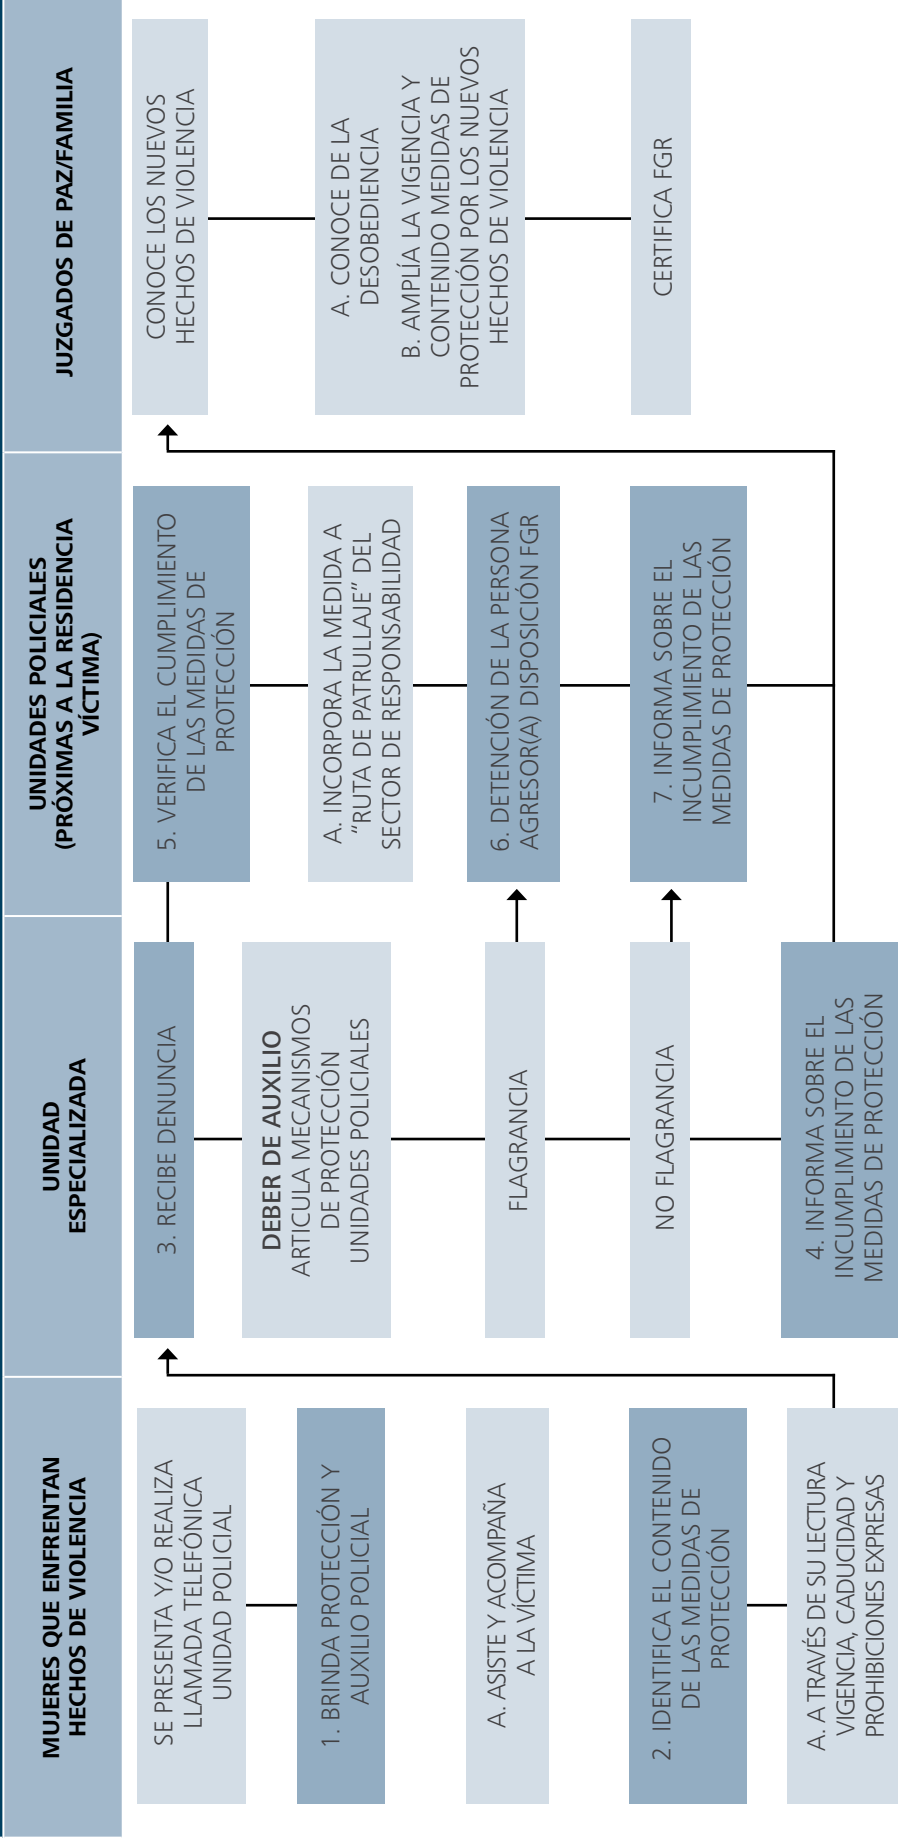 MUJERES QUE ENFRENTAN
HECHOS DE VIOLENCIA
SE PRESENTA Y/O REALIZA
LLAMADA TELEFÓNICA
UNIDAD POLICIAL
1. BRINDA PROTECCIÓN Y
AUXILIO POLICIAL
A. ASISTE Y ACOMPAÑA
A LA VÍCTIMA
2. IDENTIFICA EL CONTENIDO
DE LAS MEDIDAS DE
PROTECCIÓN
A. A TRAVÉS DE SU LECTURA
VIGENCIA, CADUCIDAD Y
PROHIBICIONES EXPRESAS
UNIDAD
ESPECIALIZADA
3. RECIBE DENUNCIA
DEBER DE AUXILIO
ARTICULA MECANISMOS
DE PROTECCIÓN
UNIDADES POLICIALES
FLAGRANCIA
NO FLAGRANCIA
4. INFORMA SOBRE EL
INCUMPLIMIENTO DE LAS
MEDIDAS DE PROTECCIÓN
UNIDADES POLICIALES
(PRÓXIMAS A LA RESIDENCIA
VÍCTIMA)
5. VERIFICA EL CUMPLIMIENTO
DE LAS MEDIDAS DE
PROTECCIÓN
A. INCORPORA LA MEDIDA A
“RUTA DE PATRULLAJE” DEL
SECTOR DE RESPONSABILIDAD
6. DETENCIÓN DE LA PERSONA
AGRESOR(A) DISPOSICIÓN FGR
7. INFORMA SOBRE EL
INCUMPLIMIENTO DE LAS
MEDIDAS DE PROTECCIÓN
JUZGADOS DE PAZ/FAMILIA
CONOCE LOS NUEVOS
HECHOS DE VIOLENCIA
A. CONOCE DE LA
DESOBEDIENCIA
B. AMPLÍA LA VIGENCIA Y
CONTENIDO MEDIDAS DE
PROTECCIÓN POR LOS NUEVOS
HECHOS DE VIOLENCIA
CERTIFICA FGR